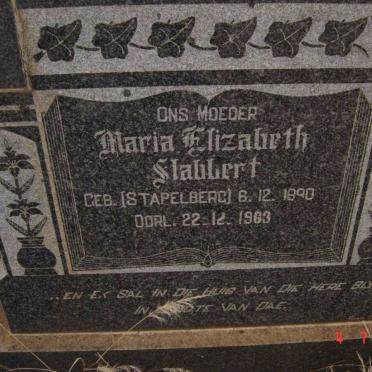 ONS MOEDER
Maria Elizabeth
Slabbert
GEB. (STAPELBERG) 6. 12. 1890
OORL. 22-12- 1963
...EN EK SAL IN DIE HUIS VAN DIE HERE BLY
IN LENGTE VAN DAE.